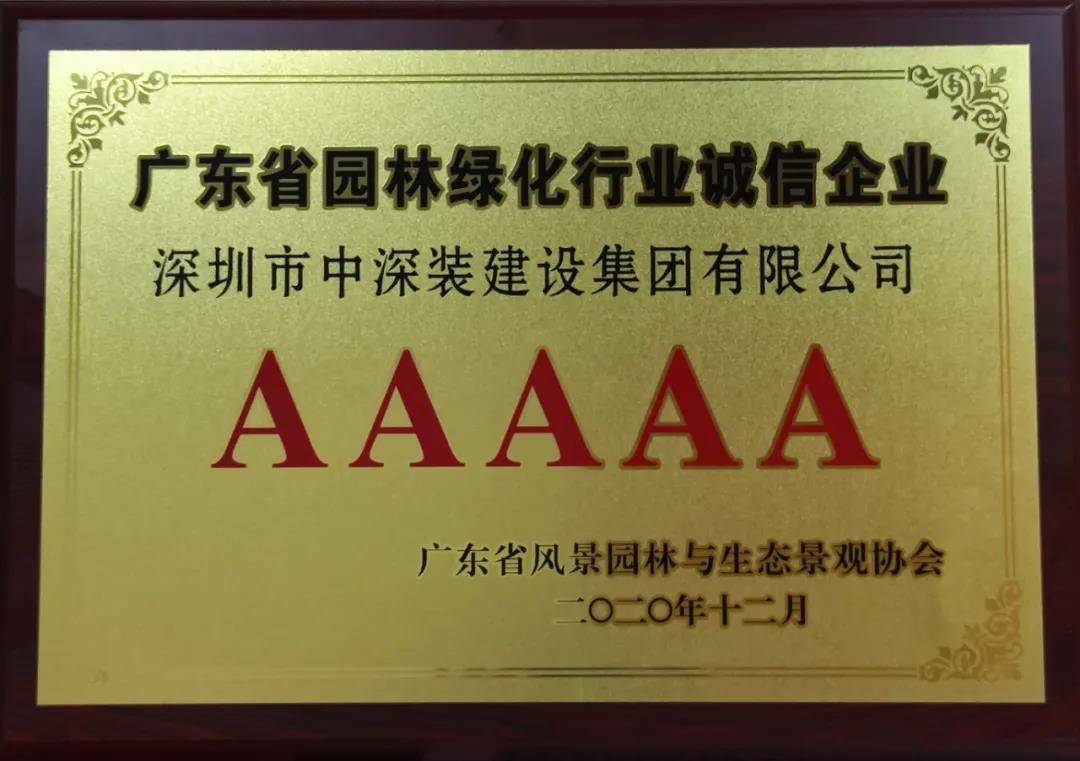 广东省园林绿化行业诚信企业
深圳市中深装建设集团有限公司
AAAAA
广东省风景园林与生态景观协会
二〇二〇年十二月